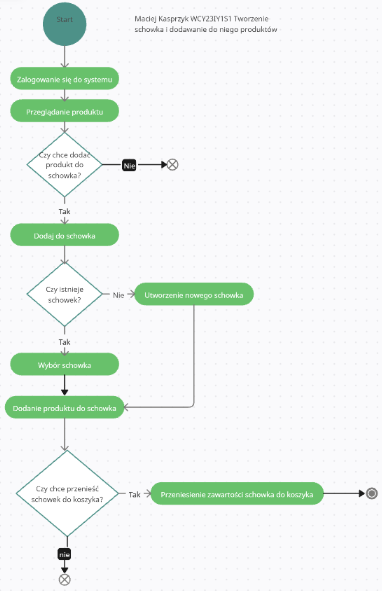 Start
Maciej Kasprzyk WCY23IY1S1 Tworzenie
schowka i dodawanie do niego produktów
Zalogowanie się do systemu
Przeglądanie produktu
Czy chce dodać
produkt do
schowka?
Nie
Tak
Dodaj do schowka
Czy istnieje
schowek?
Nie
Utworzenie nowego schowka
Tak
Wybór schowka
Dodanie produktu do schowka
Czy chce przenieść
schowek do koszyka?
Tak
Przeniesienie zawartości schowka do koszyka
nie